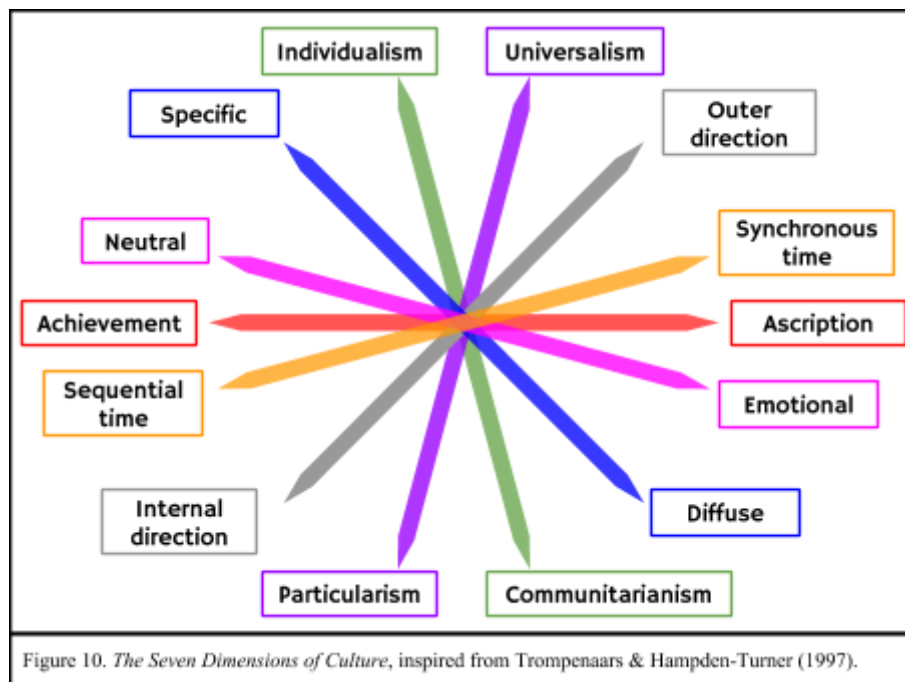 Individualism
Universalism
Specific
Outer
direction
Neutral
Synchronous
time
Achievement
Ascription
Sequential
time
Emotional
Internal
direction
Diffuse
Particularism
Communitarianism
Figure 10. The Seven Dimensions of Culture, inspired from Trompenaars & Hampden-Turner (1997).